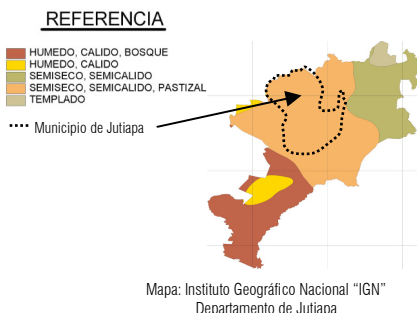 REFERENCIA
HUMEDO, CALIDO, BOSQUE
HUMEDO, CALIDO
SEMISECO, SEMICALIDO
SEMISECO, SEMICALIDO, PASTIZAL
TEMPLADO
Municipio de Jutiapa
Mapa: Instituto Geográfico Nacional “IGN”
Departamento de Jutiapa